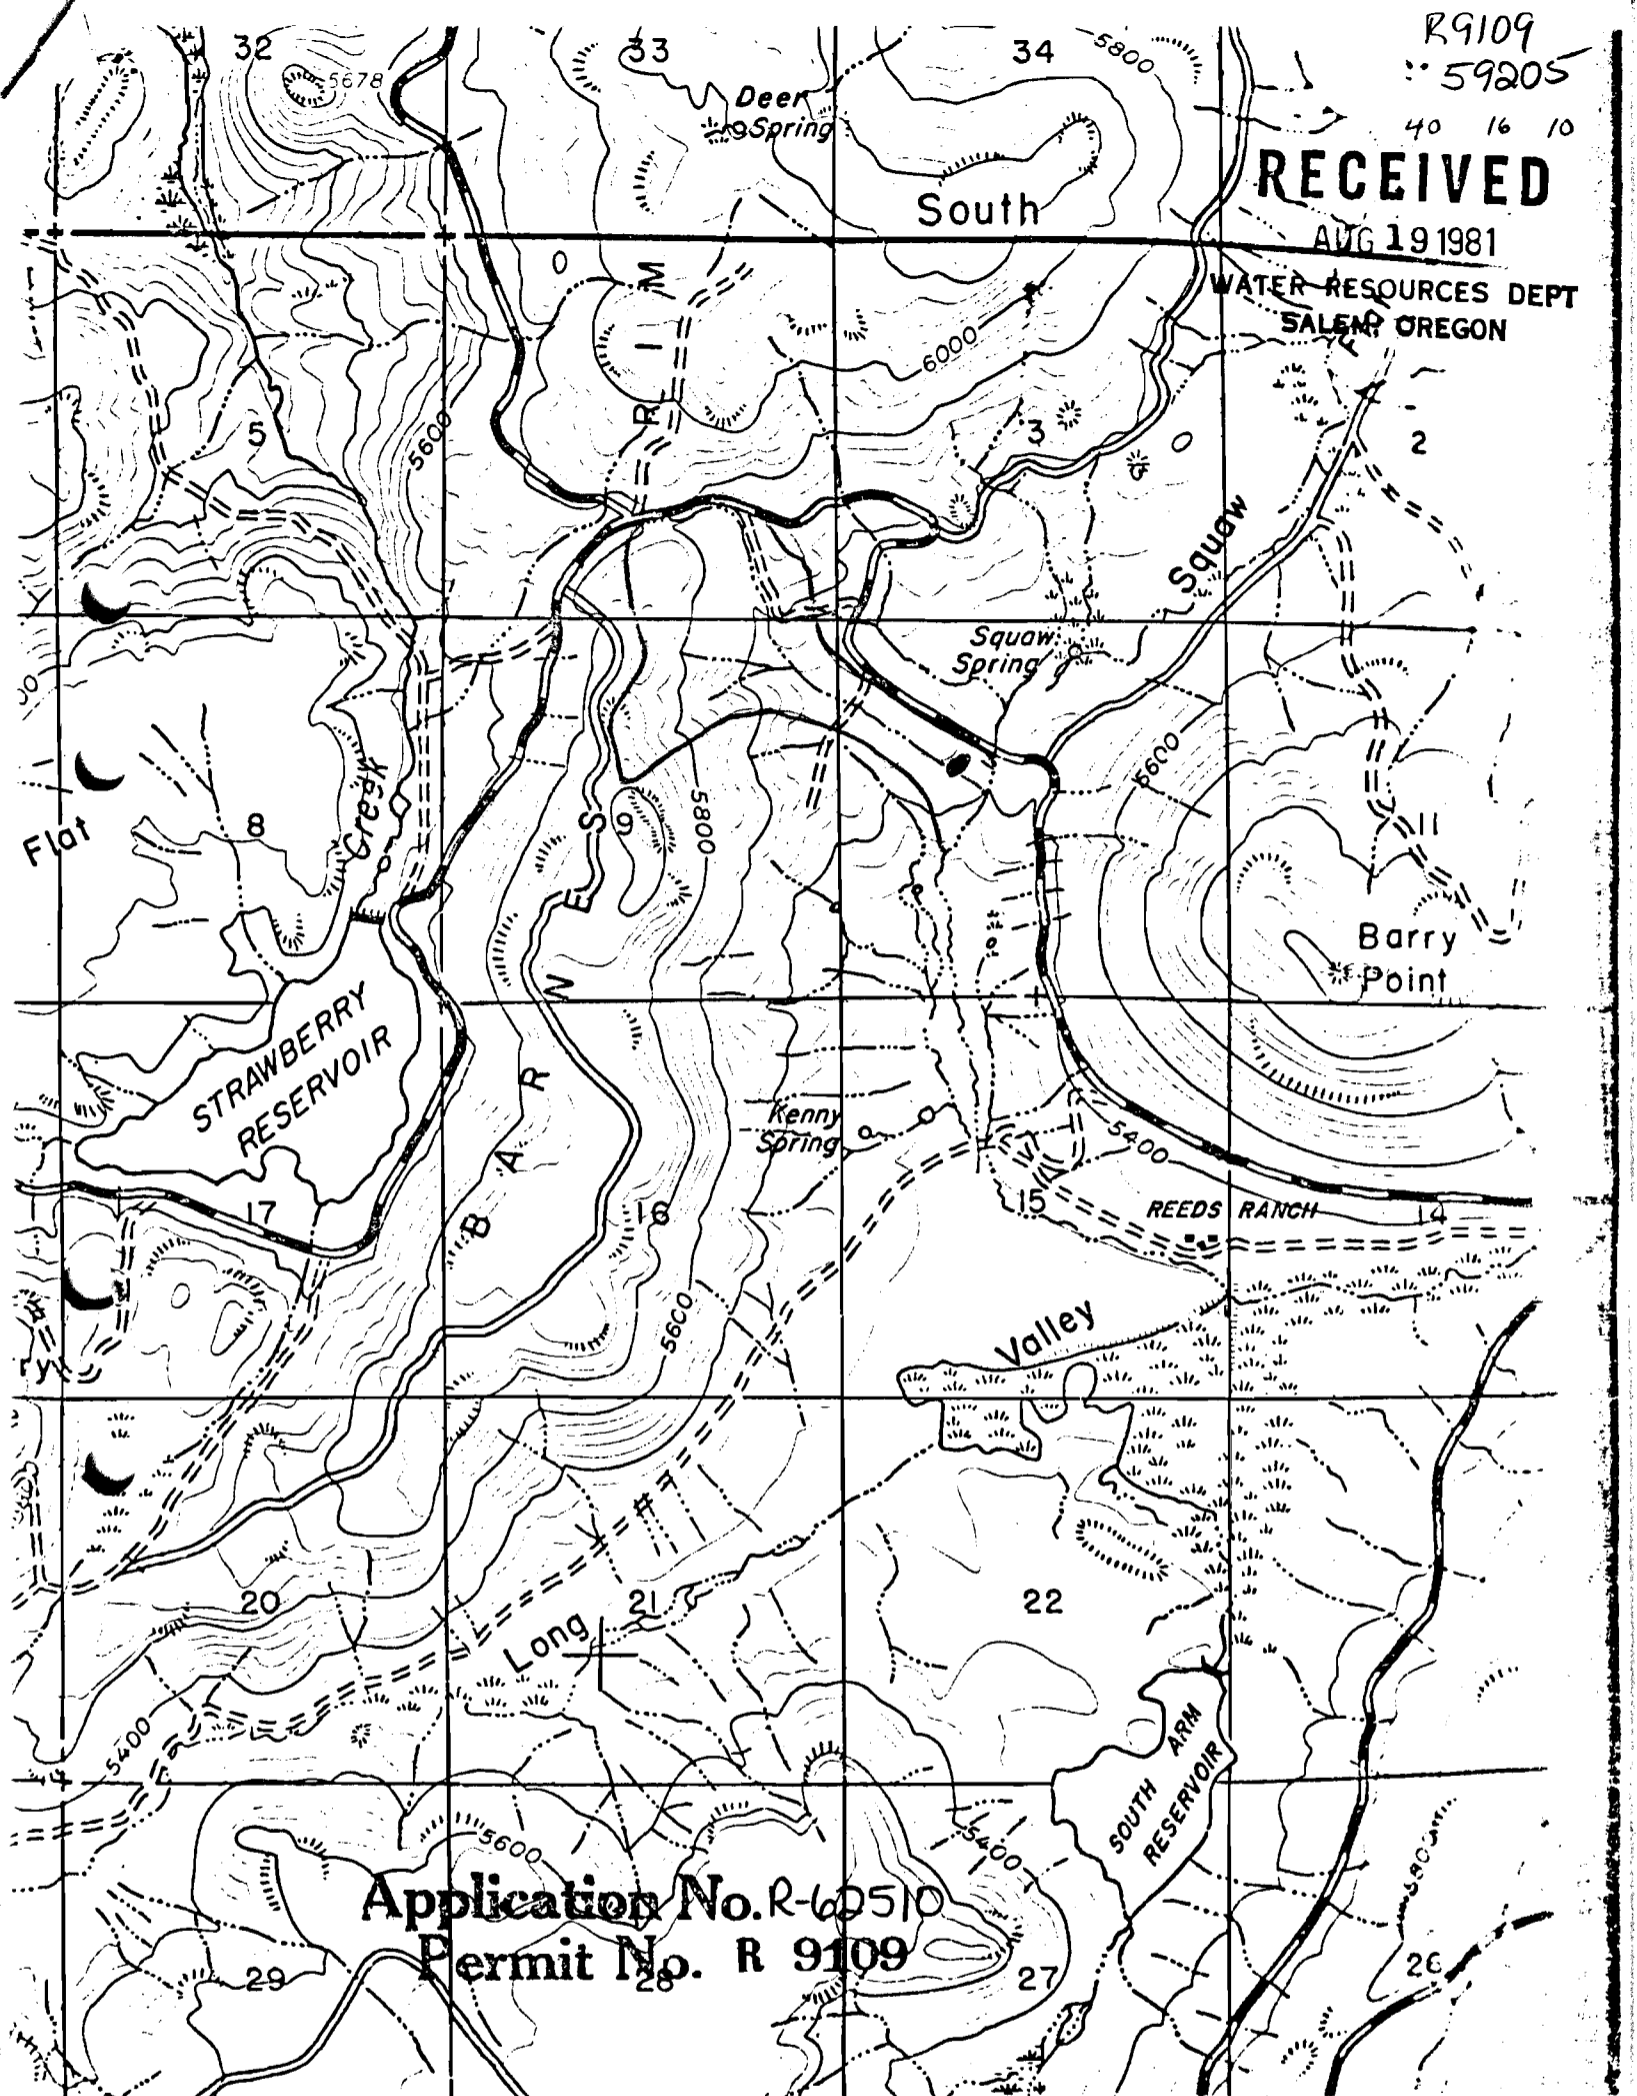 R9109
59205
40 16 10
RECEIVED
AUG 19 1981
WATER RESOURCES DEPT
SALEM, OREGON
32
33
34
5800
5678
Deer
Spring
South
RIM
6000
5
3
2
5600
Squaw
Squaw
Spring
5600
Flat
8
Creek
9
5800
11
BARNES
Barry
Point
STRAWBERRY
RESERVOIR
Kenny
Spring
5400
17
16
15
REEDS RANCH
14
5600
Valley
20
21
22
Long
5400
SOUTH ARM
RESERVOIR
5600
5400
5800
Application No. R-62510
Permit No. R 9109
29
28
27
26